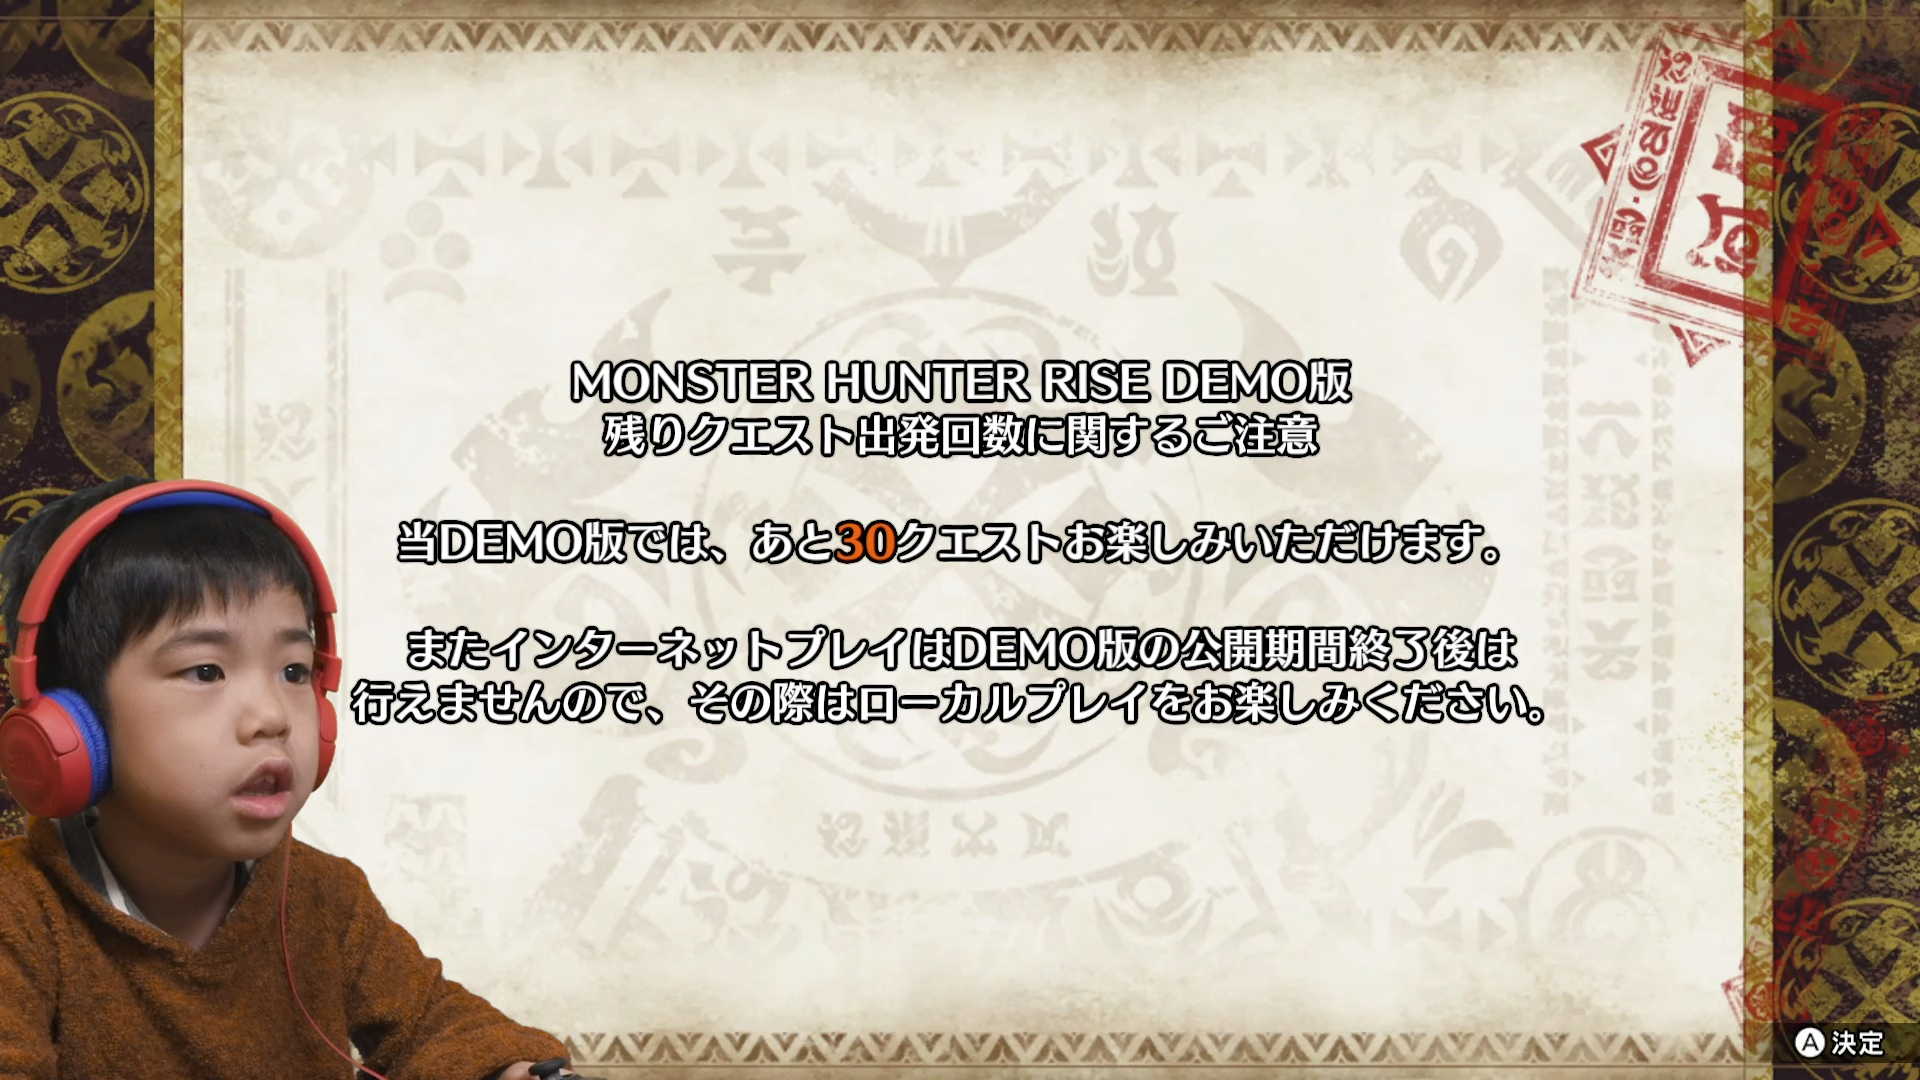 MONSTER HUNTER RISE DEMO版
残りクエスト出発回数に関するご注意
当DEMO版では、あと30クエストお楽しみいただけます。
またインターネットプレイはDEMO版の公開期間終了後は
行えませんので、その際はローカルプレイをお楽しみください。
A 決定